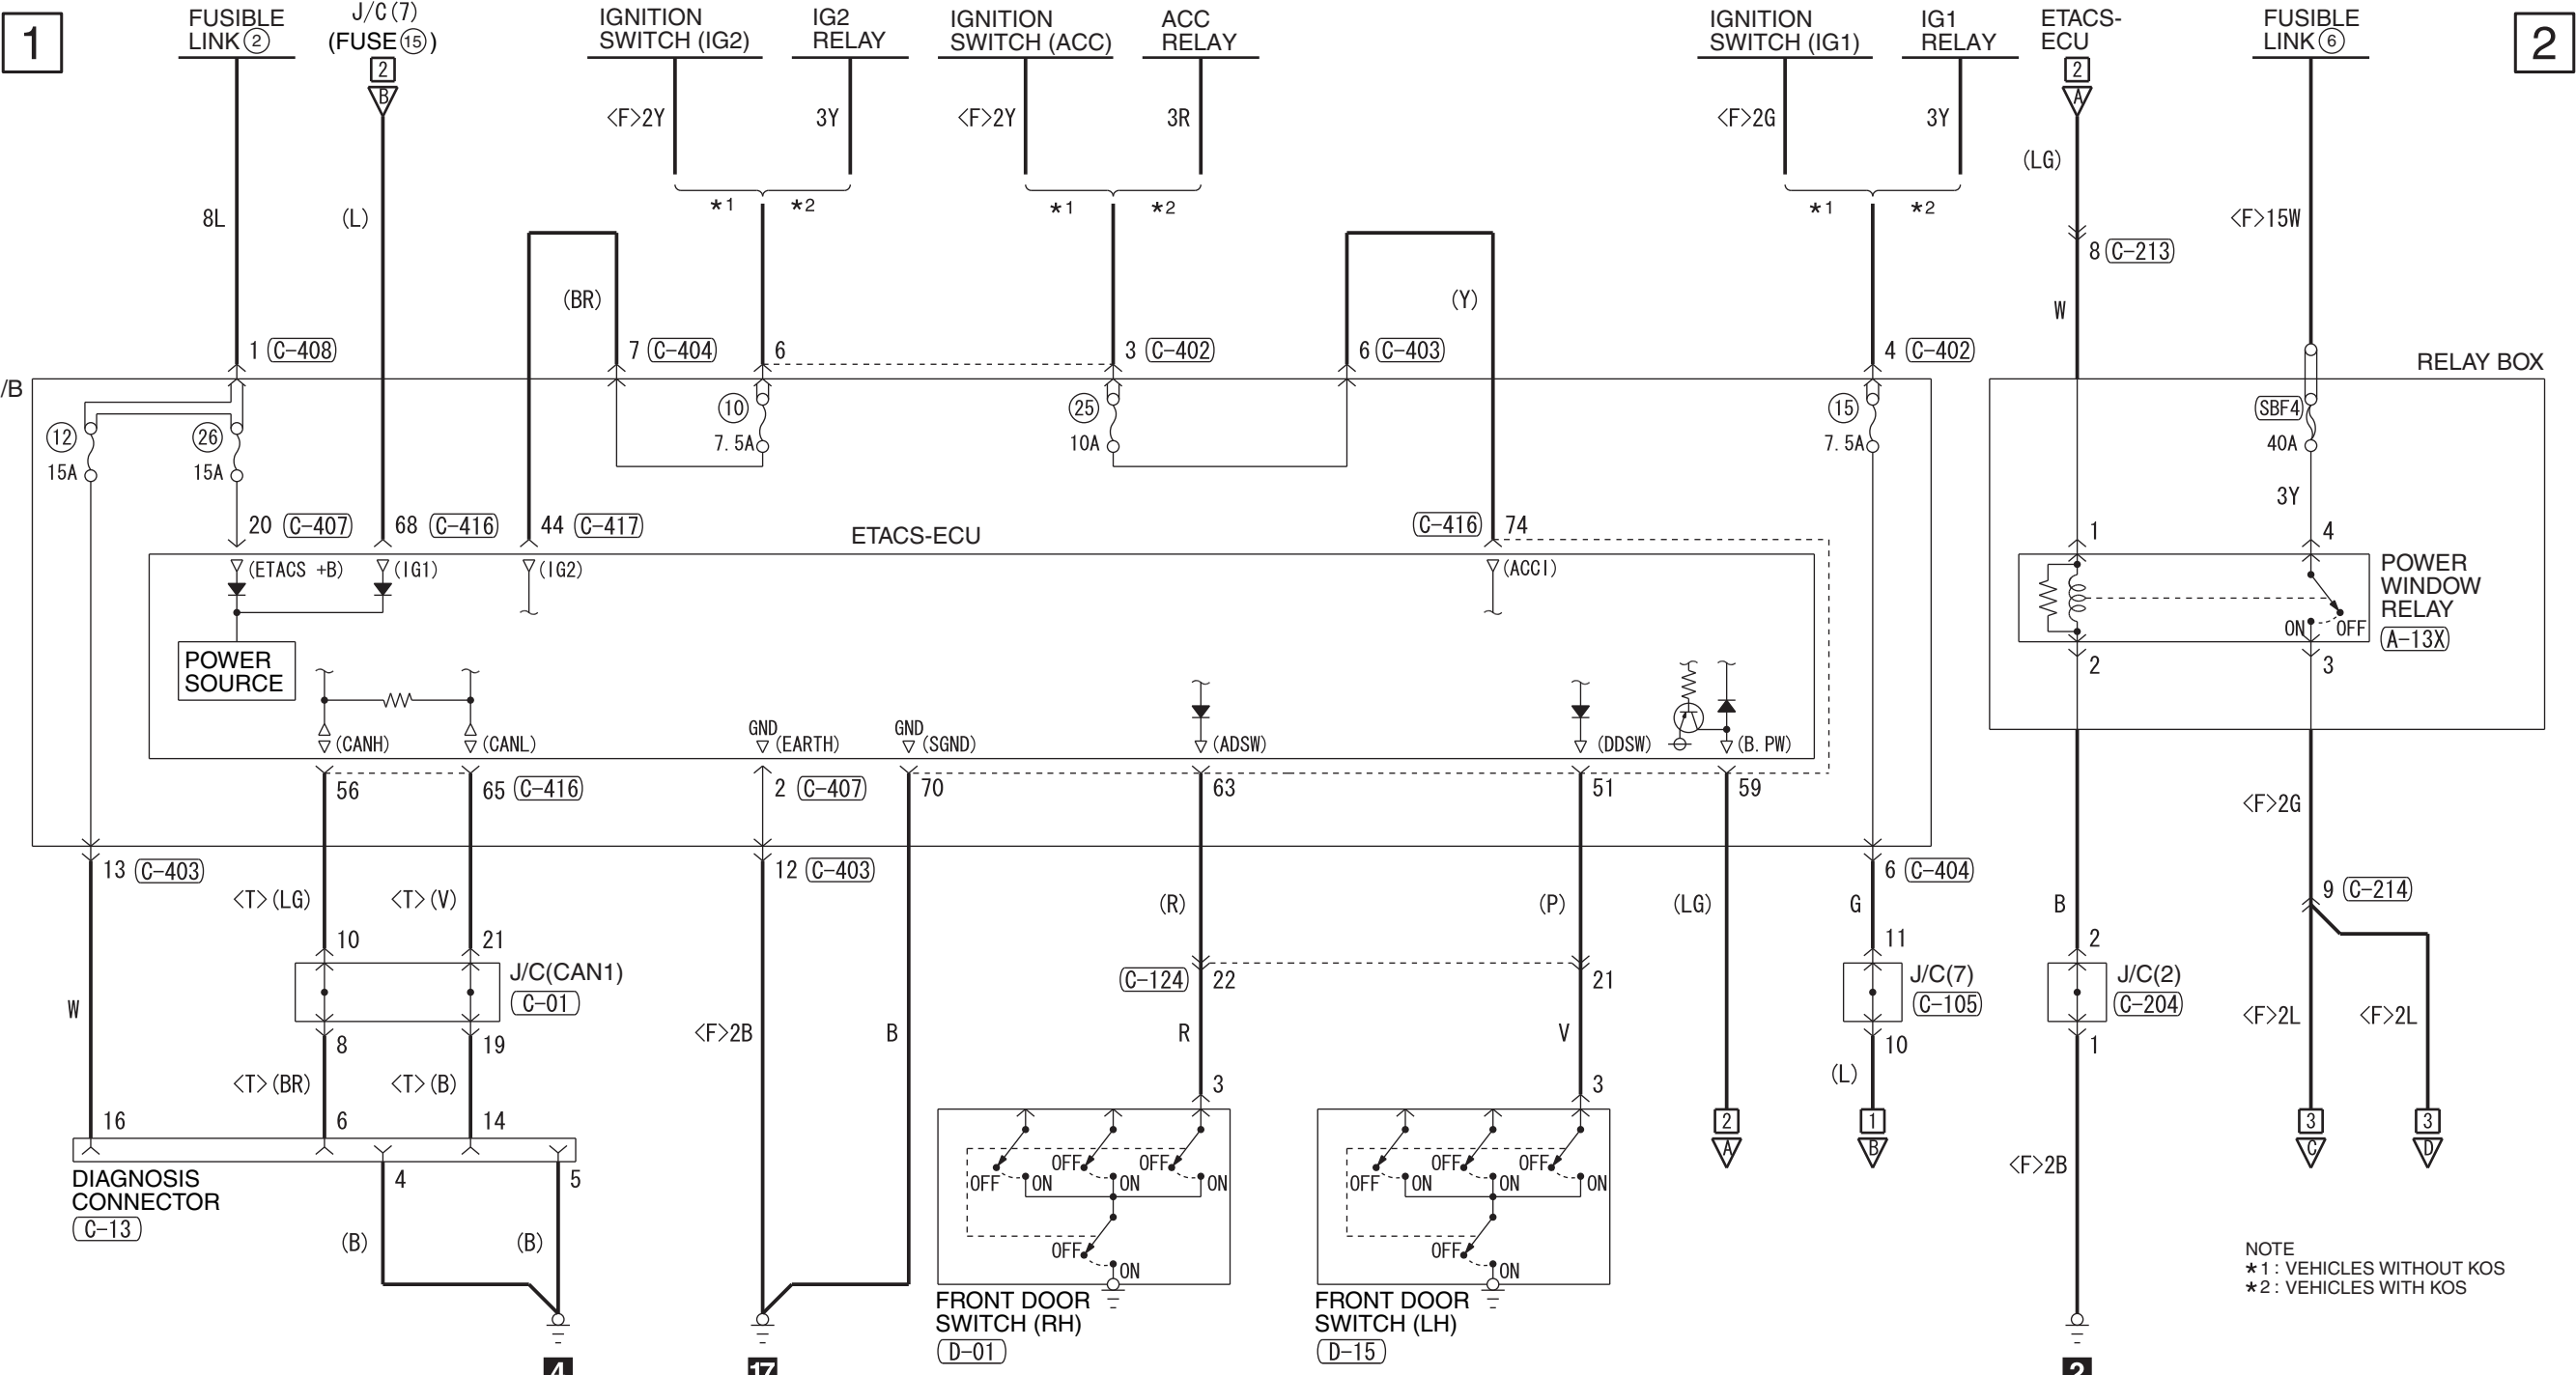 1
FUSIBLE
LINK②
J/C(7)
(FUSE⑮)
2
B
IGNITION
SWITCH (IG2)
IG2
RELAY
IGNITION
SWITCH (ACC)
ACC
RELAY
IGNITION
SWITCH (IG1)
IG1
RELAY
ETACS-
ECU
2
A
FUSIBLE
LINK⑥
2
<F>2Y
3Y
<F>2Y
3R
<F>2G
3Y
(LG)
8L
(L)
*1 *2
*1 *2
*1 *2
<F>15W
8 C-213
(BR)
(Y)
W
1 C-408
7 C-404
6
3 C-402
6 C-403
4 C-402
RELAY BOX
/B
12
15A
26
15A
10
7.5A
25
10A
15
7.5A
SBF4
40A
3Y
20 C-407
68 C-416
44 C-417
ETACS-ECU
C-416 74
1
4
(ETACS +B)
(IG1)
(IG2)
(ACCI)
POWER
WINDOW
RELAY
A-13X
ON OFF
2
3
POWER
SOURCE
(CANH)
(CANL)
GND
(EARTH)
GND
(SGND)
(ADSW)
(DDSW)
(B.PW)
56
65 C-416
2 C-407
70
63
51
59
<F>2G
13 C-403
12 C-403
6 C-404
9 C-214
<T>(LG)
<T>(V)
(R)
(P)
(LG)
G
B
10
21
11
2
J/C(CAN1)
C-01
C-124 22
21
J/C(7)
C-105
J/C(2)
C-204
W
<F>2B
B
R
V
<F>2L
<F>2L
8
19
10
1
<T>(BR)
<T>(B)
3
3
(L)
16
6
14
2
A
1
B
3
C
3
D
DIAGNOSIS
CONNECTOR
C-13
4
5
(B)
(B)
OFF ON
OFF ON
OFF ON
OFF
ON
OFF ON
OFF ON
OFF ON
OFF
ON
<F>2B
NOTE
*1 : VEHICLES WITHOUT KOS
*2 : VEHICLES WITH KOS
FRONT DOOR
SWITCH (RH)
D-01
FRONT DOOR
SWITCH (LH)
D-15
4
17
2